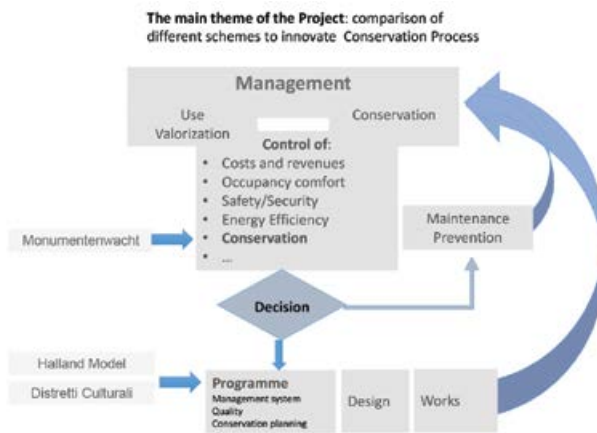 The main theme of the Project: comparison of
different schemes to innovate Conservation Process
Management
Use
Valorization
Conservation
Control of:
• Costs and revenues
• Occupancy comfort
• Safety/Security
• Energy Efficiency
• Conservation
• ...
Monumentenwacht
Maintenance
Prevention
Decision
Halland Model
Distretti Culturali
Programme
Management system
Quality
Conservation planning
Design
Works